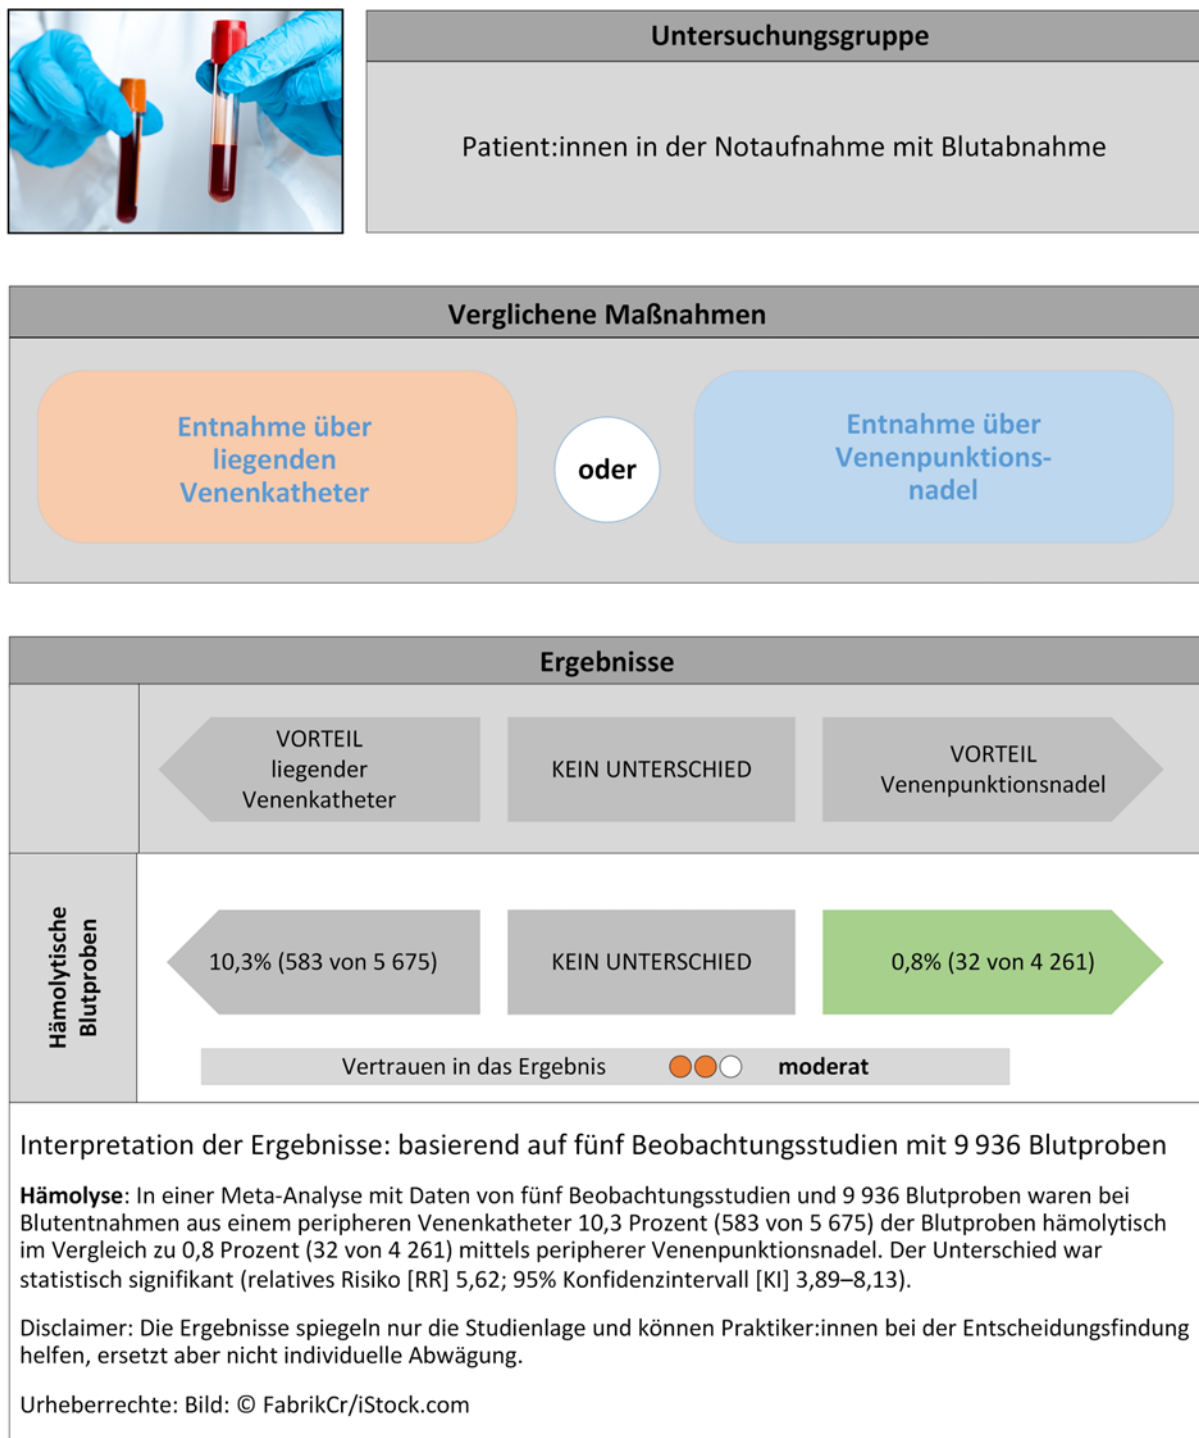 Untersuchungsgruppe
Patient:innen in der Notaufnahme mit Blutabnahme
Verglichene Maßnahmen
Entnahme über
liegenden
Venenkatheter
oder
Entnahme über
Venenpunktions-
nadel
Ergebnisse
VORTEIL
liegender
Venenkatheter
KEIN UNTERSCHIED
VORTEIL
Venenpunktionsnadel
Hämolytische
Blutproben
10,3% (583 von 5 675)
KEIN UNTERSCHIED
0,8% (32 von 4 261)
Vertrauen in das Ergebnis moderat
Interpretation der Ergebnisse: basierend auf fünf Beobachtungsstudien mit 9 936 Blutproben
Hämolyse: In einer Meta-Analyse mit Daten von fünf Beobachtungsstudien und 9 936 Blutproben waren bei
Blutentnahmen aus einem peripheren Venenkatheter 10,3 Prozent (583 von 5 675) der Blutproben hämolytisch
im Vergleich zu 0,8 Prozent (32 von 4 261) mittels peripherer Venenpunktionsnadel. Der Unterschied war
statistisch signifikant (relatives Risiko [RR] 5,62; 95% Konfidenzintervall [KI] 3,89–8,13).
Disclaimer: Die Ergebnisse spiegeln nur die Studienlage und können Praktiker:innen bei der Entscheidungsfindung
helfen, ersetzt aber nicht individuelle Abwägung.
Urheberrechte: Bild: © FabrikCr/iStock.com